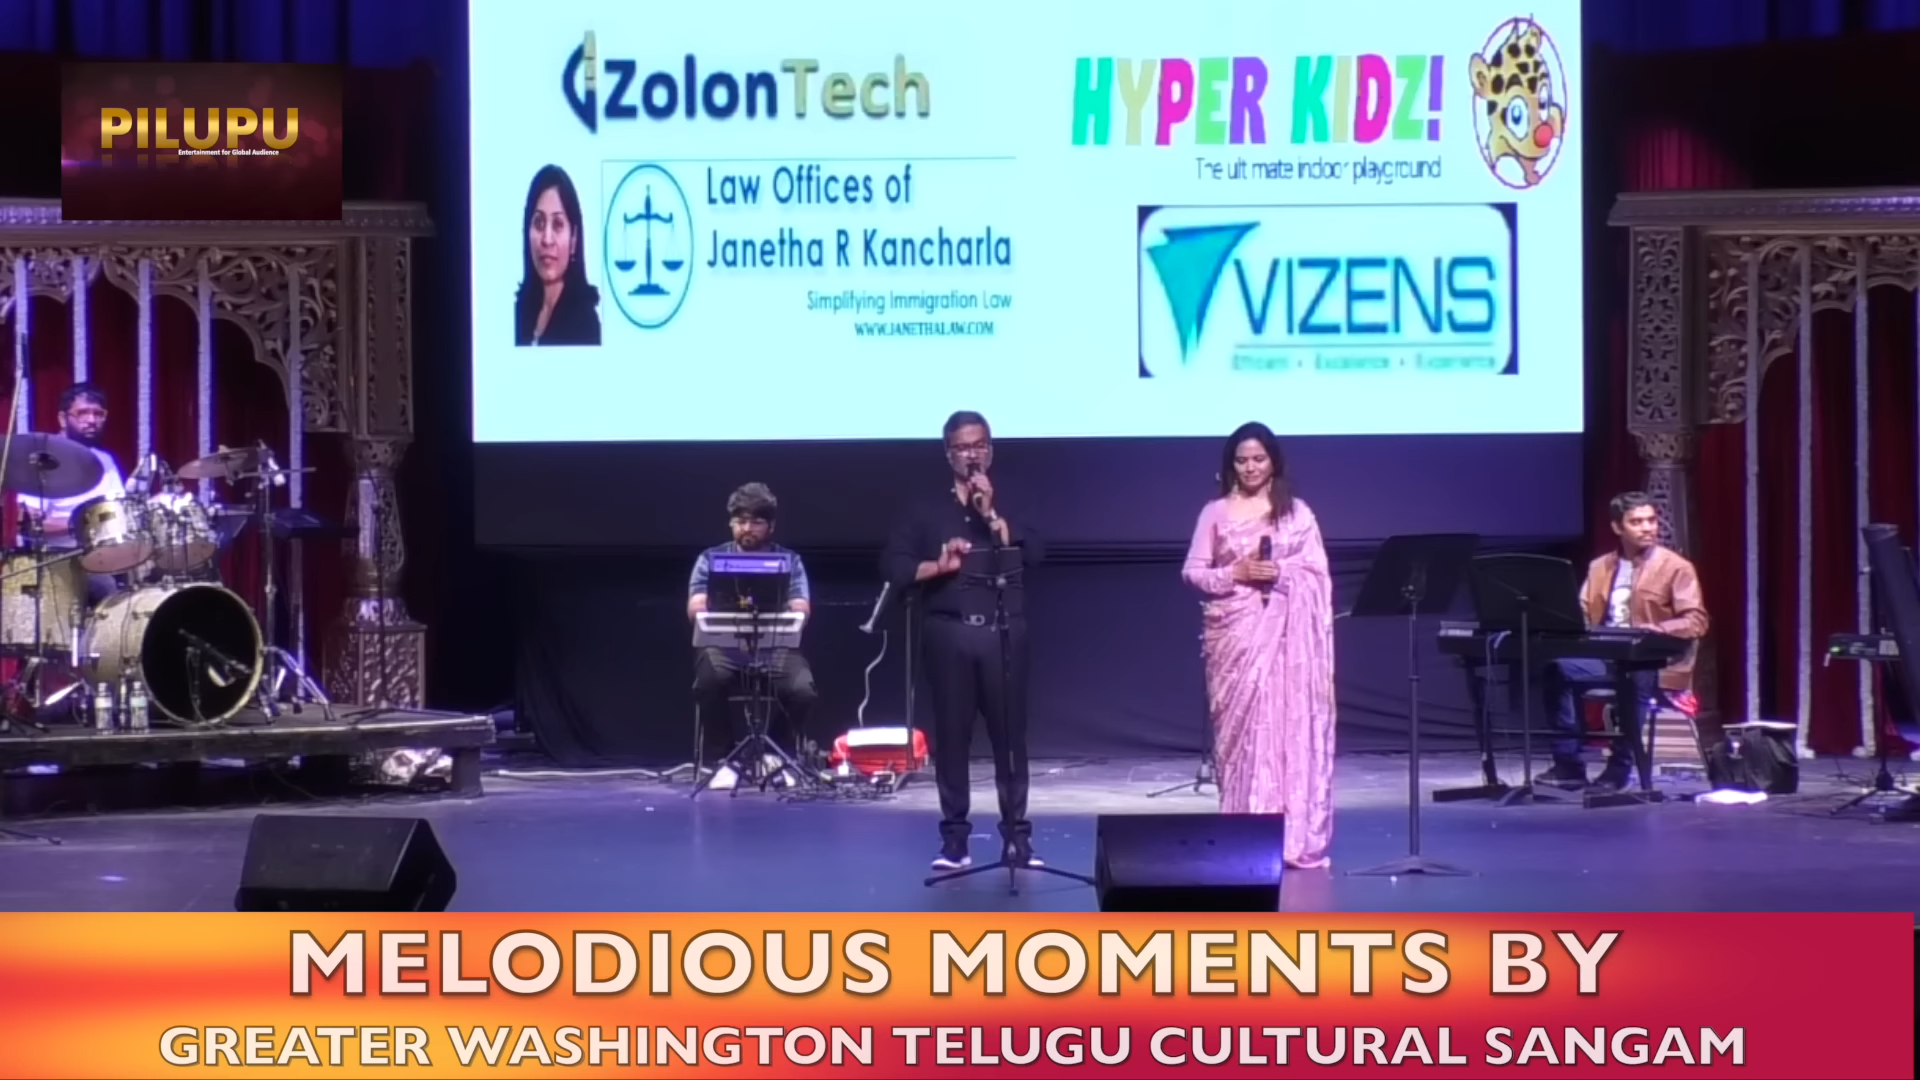 PILUPU
Entertainment for Global Audience
ZolonTech
HYPER KIDZ!
The ultimate indoor playground
Law Offices of
Janetha R Kancharla
Simplifying Immigration Law
WWW.JANETHALAW.COM
VIZENS
MELODIOUS MOMENTS BY
GREATER WASHINGTON TELUGU CULTURAL SANGAM